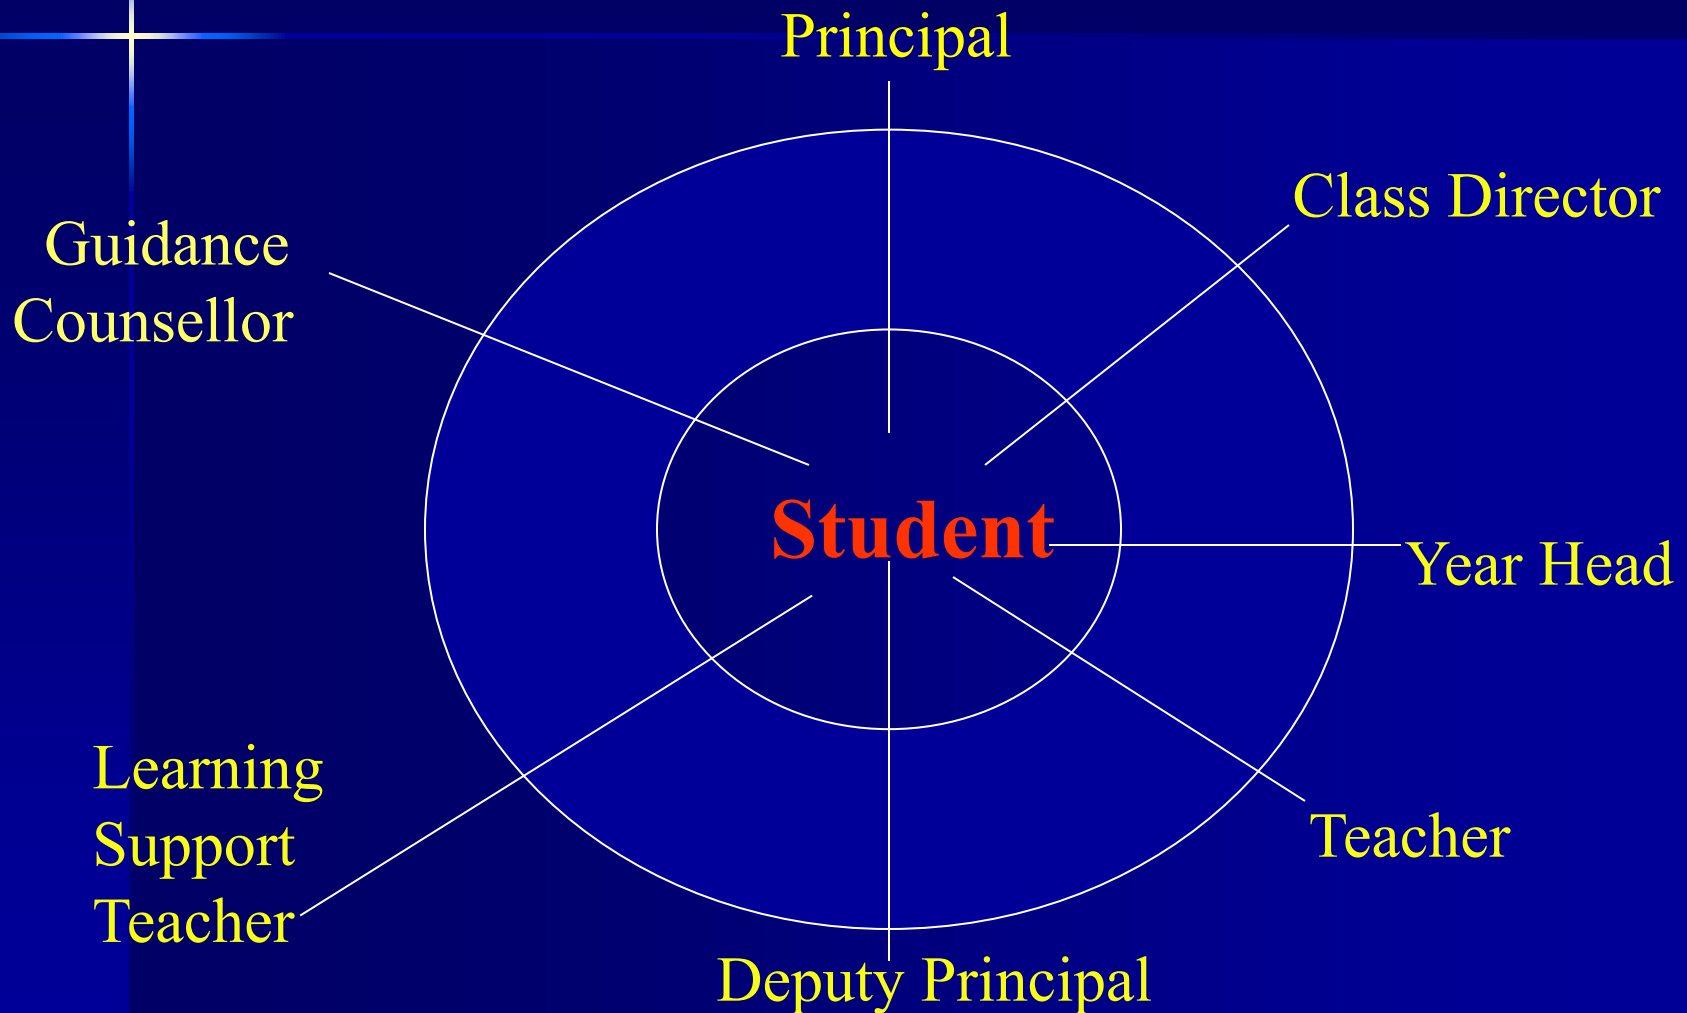 Principal
Class Director
Guidance
Counsellor
Student
Year Head
Learning
Support
Teacher
Teacher
Deputy Principal